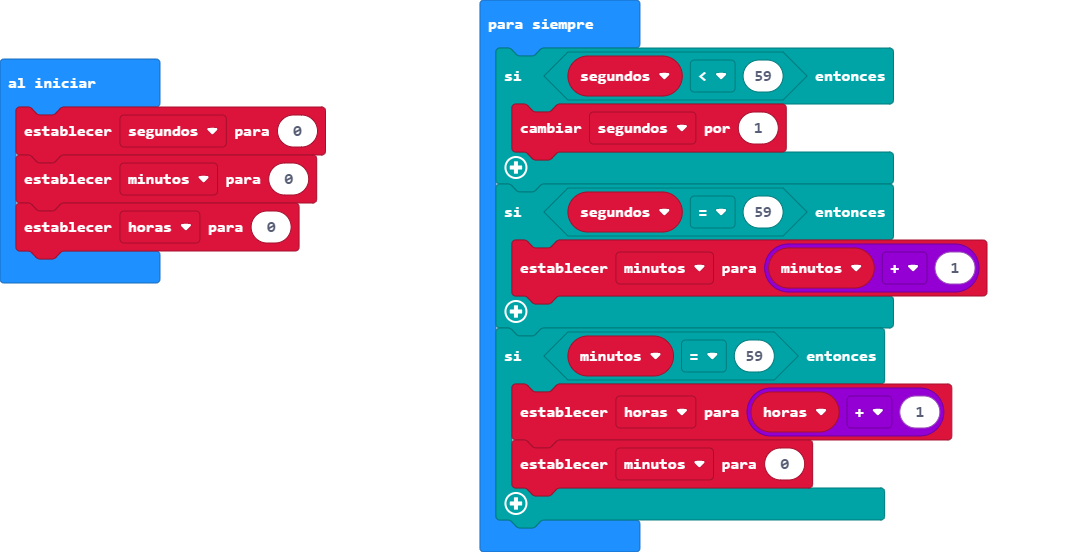 al iniciar
establecer segundos para 0
establecer minutos para 0
establecer horas para 0
para siempre
si segundos < 59 entonces
cambiar segundos por 1
si segundos = 59 entonces
establecer minutos para minutos + 1
si minutos = 59 entonces
establecer horas para horas + 1
establecer minutos para 0